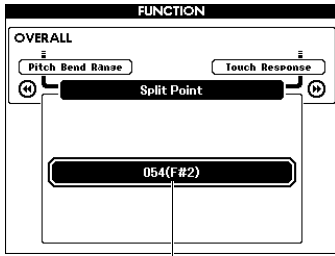 FUNCTION
OVERALL
Pitch Bend Range Touch Response
Split Point
054(F#2)